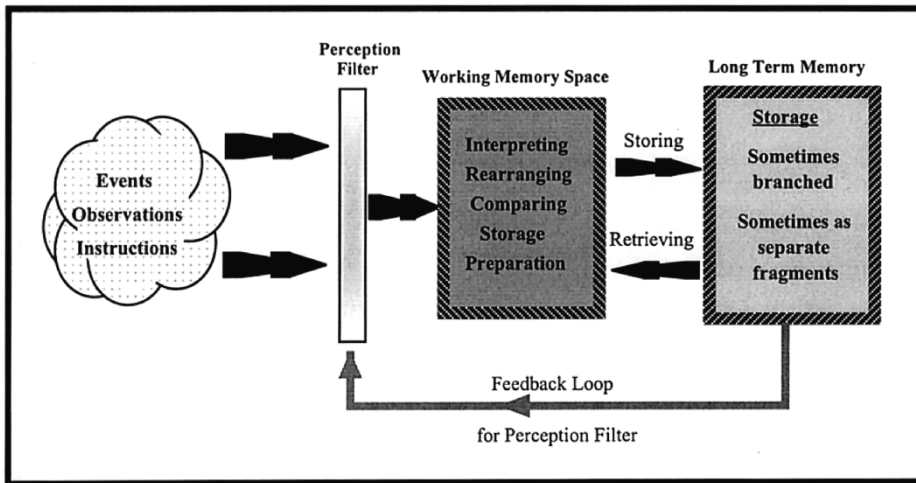 Perception
Filter
Working Memory Space
Long Term Memory
Events
Observations
Instructions
Interpreting
Rearranging
Comparing
Storage
Preparation
Storing
Retrieving
Storage
Sometimes
branched
Sometimes as
separate
fragments
Feedback Loop
for Perception Filter